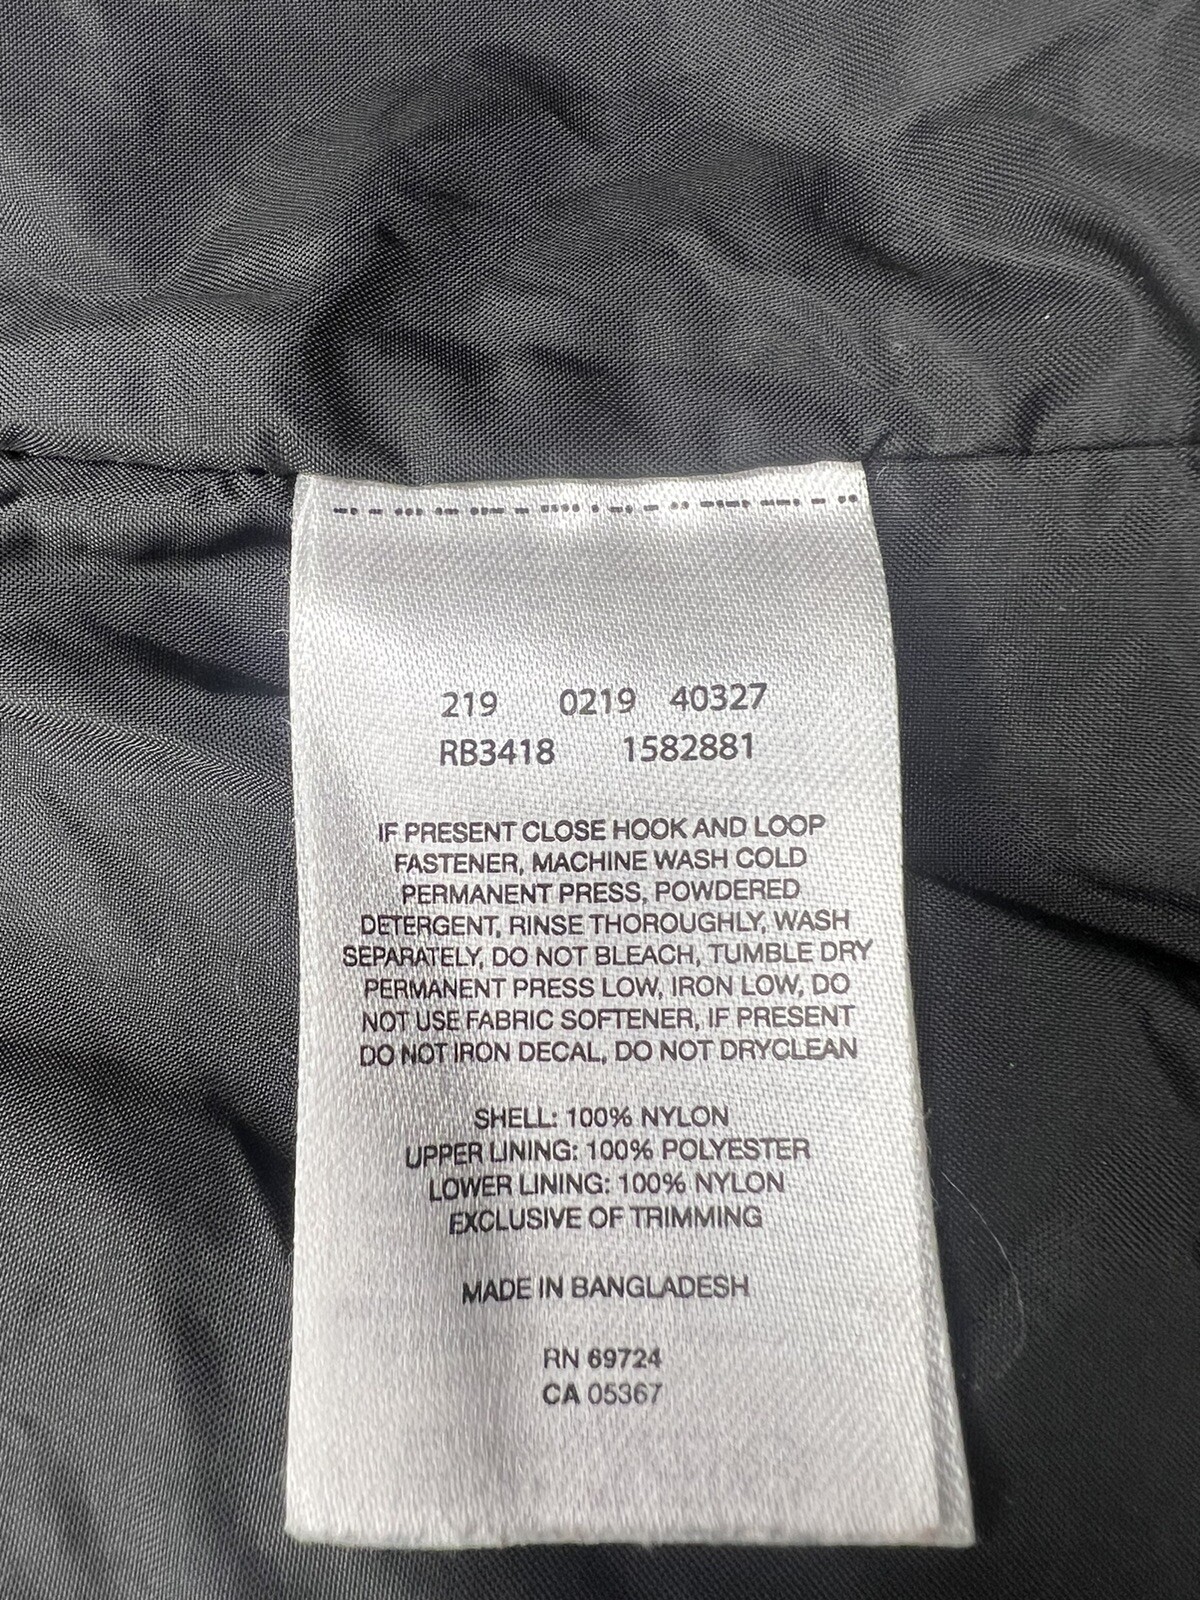 219 0219 40327
RB3418 1582881
IF PRESENT CLOSE HOOK AND LOOP
FASTENER, MACHINE WASH COLD
PERMANENT PRESS, POWDERED
DETERGENT, RINSE THOROUGHLY, WASH
SEPARATELY, DO NOT BLEACH, TUMBLE DRY
PERMANENT PRESS LOW, IRON LOW, DO
NOT USE FABRIC SOFTENER, IF PRESENT
DO NOT IRON DECAL, DO NOT DRYCLEAN
SHELL: 100% NYLON
UPPER LINING: 100% POLYESTER
LOWER LINING: 100% NYLON
EXCLUSIVE OF TRIMMING
MADE IN BANGLADESH
RN 69724
CA 05367